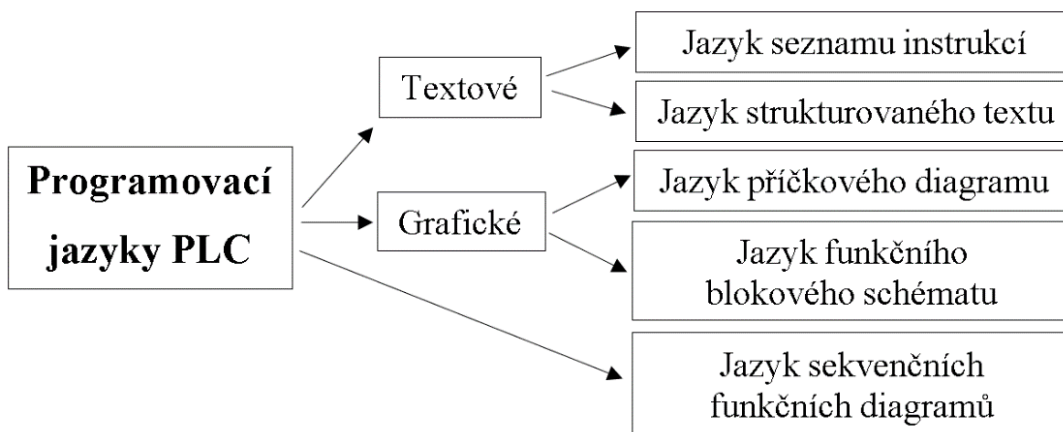 Programovací
jazyky PLC
Textové
Grafické
Jazyk seznamu instrukcí
Jazyk strukturovaného textu
Jazyk příčkového diagramu
Jazyk funkčního
blokového schématu
Jazyk sekvenčních
funkčních diagramů